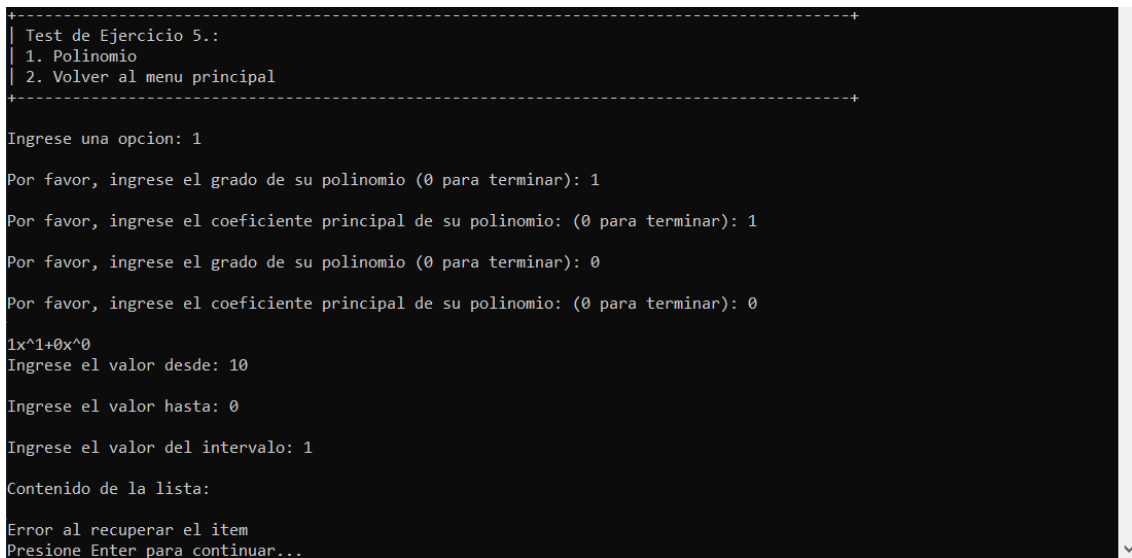 +------------------------------------------------------------------------------------------+
| Test de Ejercicio 5.:
| 1. Polinomio
| 2. Volver al menu principal
+------------------------------------------------------------------------------------------+
Ingrese una opcion: 1
Por favor, ingrese el grado de su polinomio (0 para terminar): 1
Por favor, ingrese el coeficiente principal de su polinomio: (0 para terminar): 1
Por favor, ingrese el grado de su polinomio (0 para terminar): 0
Por favor, ingrese el coeficiente principal de su polinomio: (0 para terminar): 0
1x^1+0x^0
Ingrese el valor desde: 10
Ingrese el valor hasta: 0
Ingrese el valor del intervalo: 1
Contenido de la lista:
Error al recuperar el item
Presione Enter para continuar...